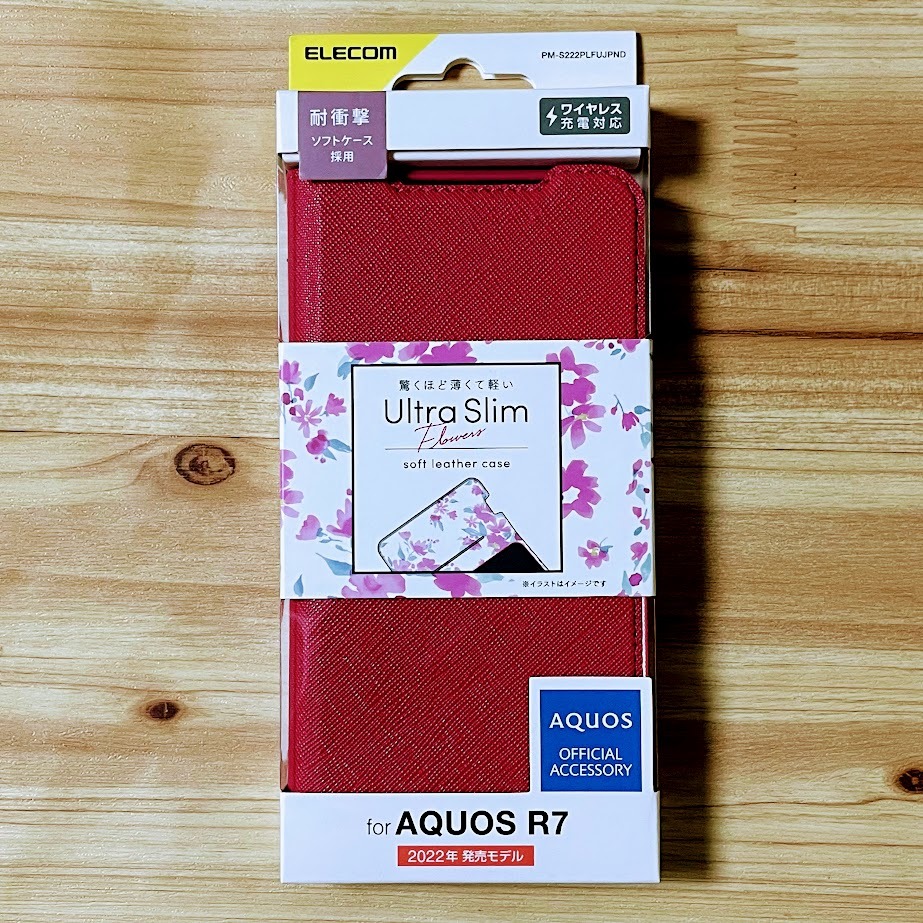 ELECOM
PM-S222PLFUJPND
耐衝撃
ソフトケース
採用
ワイヤレス
充電対応
驚くほど薄くて軽い
Ultra Slim
Flowers
soft leather case
※イラストはイメージです
AQUOS
OFFICIAL
ACCESSORY
for AQUOS R7
2022年 発売モデル